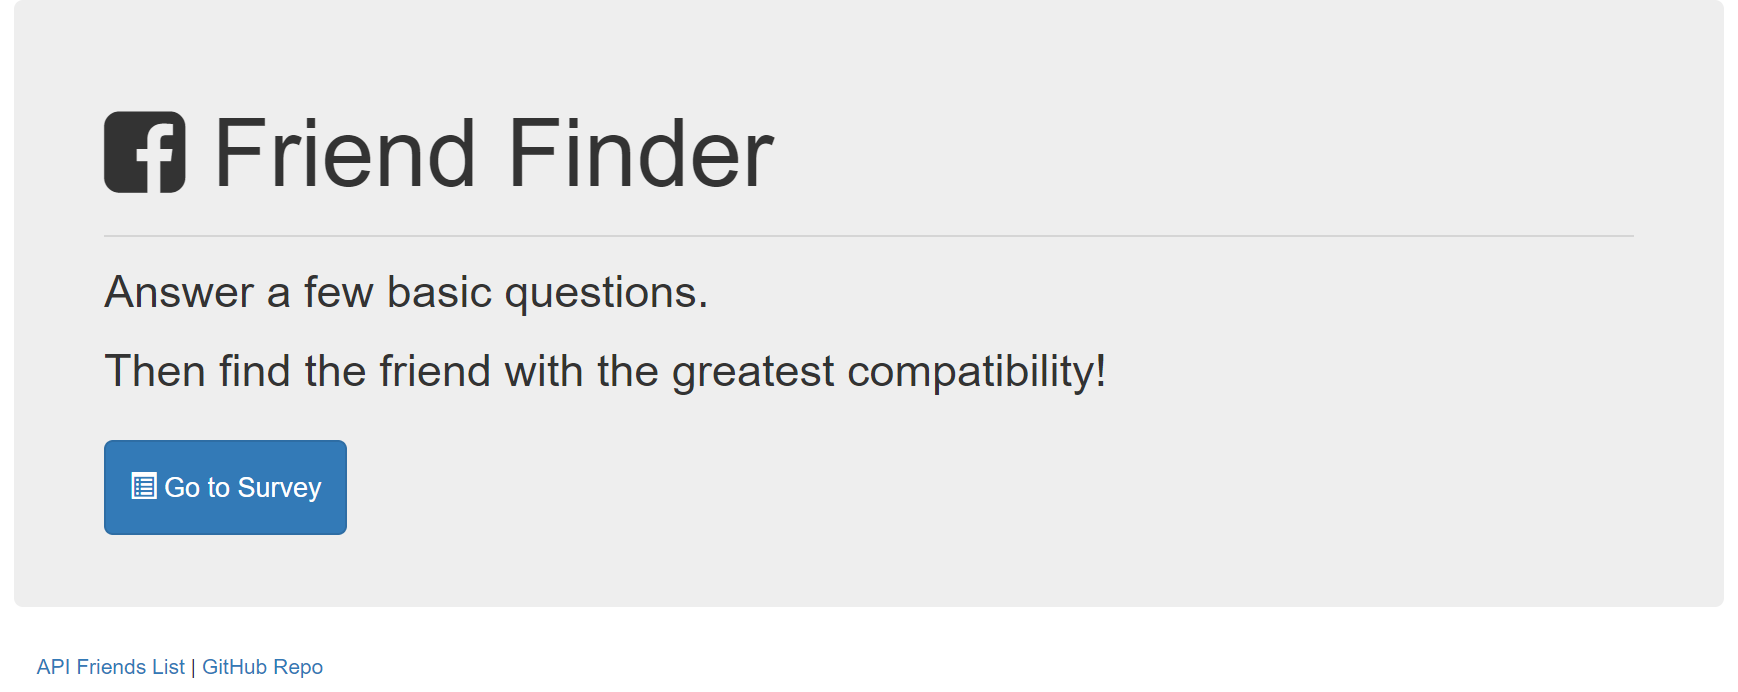 Friend Finder
Answer a few basic questions.
Then find the friend with the greatest compatibility!
Go to Survey
API Friends List | GitHub Repo